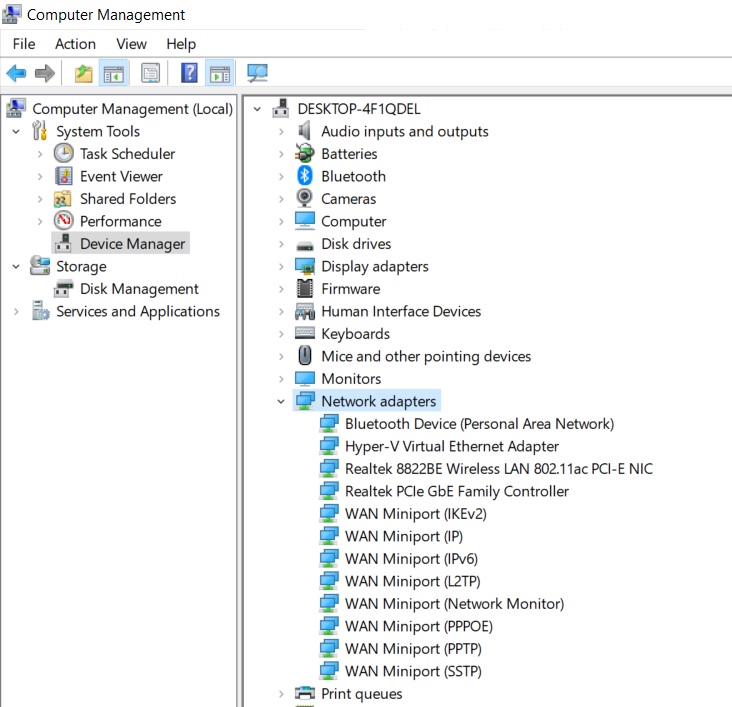 Computer Management
File Action View Help
Computer Management (Local)
System Tools
Task Scheduler
Event Viewer
Shared Folders
Performance
Device Manager
Storage
Disk Management
Services and Applications
DESKTOP-4F1QDEL
Audio inputs and outputs
Batteries
Bluetooth
Cameras
Computer
Disk drives
Display adapters
Firmware
Human Interface Devices
Keyboards
Mice and other pointing devices
Monitors
Network adapters
Bluetooth Device (Personal Area Network)
Hyper-V Virtual Ethernet Adapter
Realtek 8822BE Wireless LAN 802.11ac PCI-E NIC
Realtek PCIe GbE Family Controller
WAN Miniport (IKEv2)
WAN Miniport (IP)
WAN Miniport (IPv6)
WAN Miniport (L2TP)
WAN Miniport (Network Monitor)
WAN Miniport (PPPOE)
WAN Miniport (PPTP)
WAN Miniport (SSTP)
Print queues